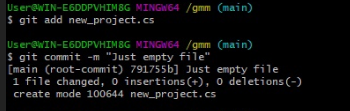 User@WIN-E6DDPVHIM8G MINGW64 /gmm (main)
$ git add new_project.cs
User@WIN-E6DDPVHIM8G MINGW64 /gmm (main)
$ git commit -m "Just empty file"
[main (root-commit) 791755b] Just empty file
1 file changed, 0 insertions(+), 0 deletions(-)
create mode 100644 new_project.cs